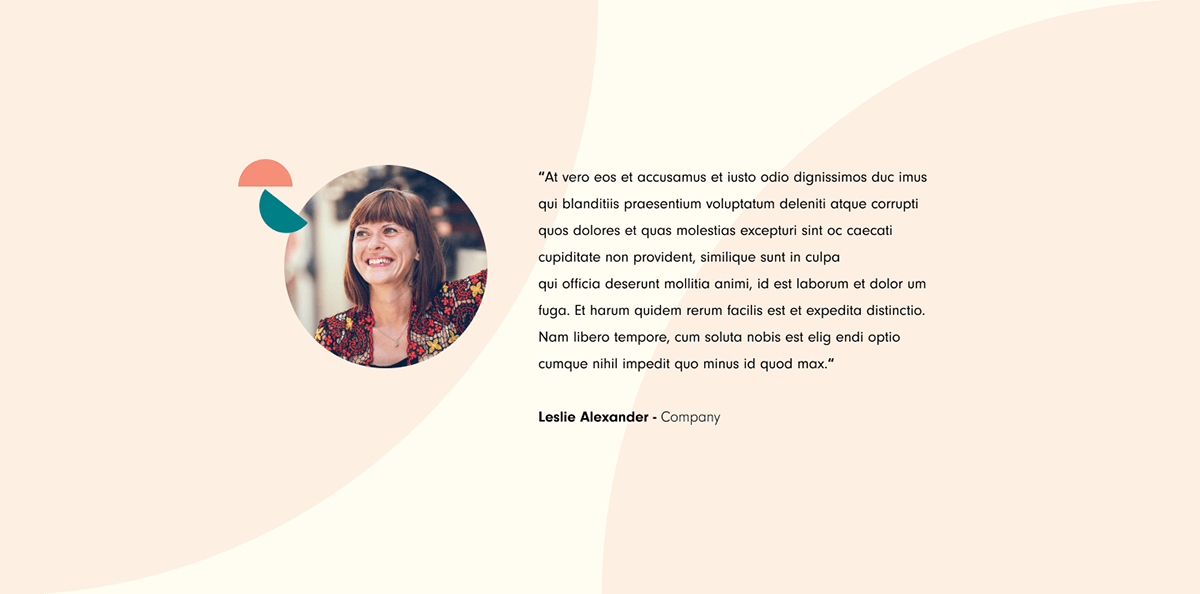 “At vero eos et accusamus et iusto odio dignissimos duc imus
qui blanditiis praesentium voluptatum deleniti atque corrupti
quos dolores et quas molestias excepturi sint oc caecati
cupiditate non provident, similique sunt in culpa
qui officia deserunt mollitia animi, id est laborum et dolor um
fuga. Et harum quidem rerum facilis est et expedita distinctio.
Nam libero tempore, cum soluta nobis est elig endi optio
cumque nihil impedit quo minus id quod max.“
Leslie Alexander - Company